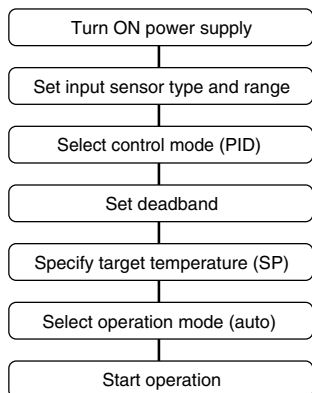 Turn ON power supply
Set input sensor type and range
Select control mode (PID)
Set deadband
Specify target temperature (SP)
Select operation mode (auto)
Start operation